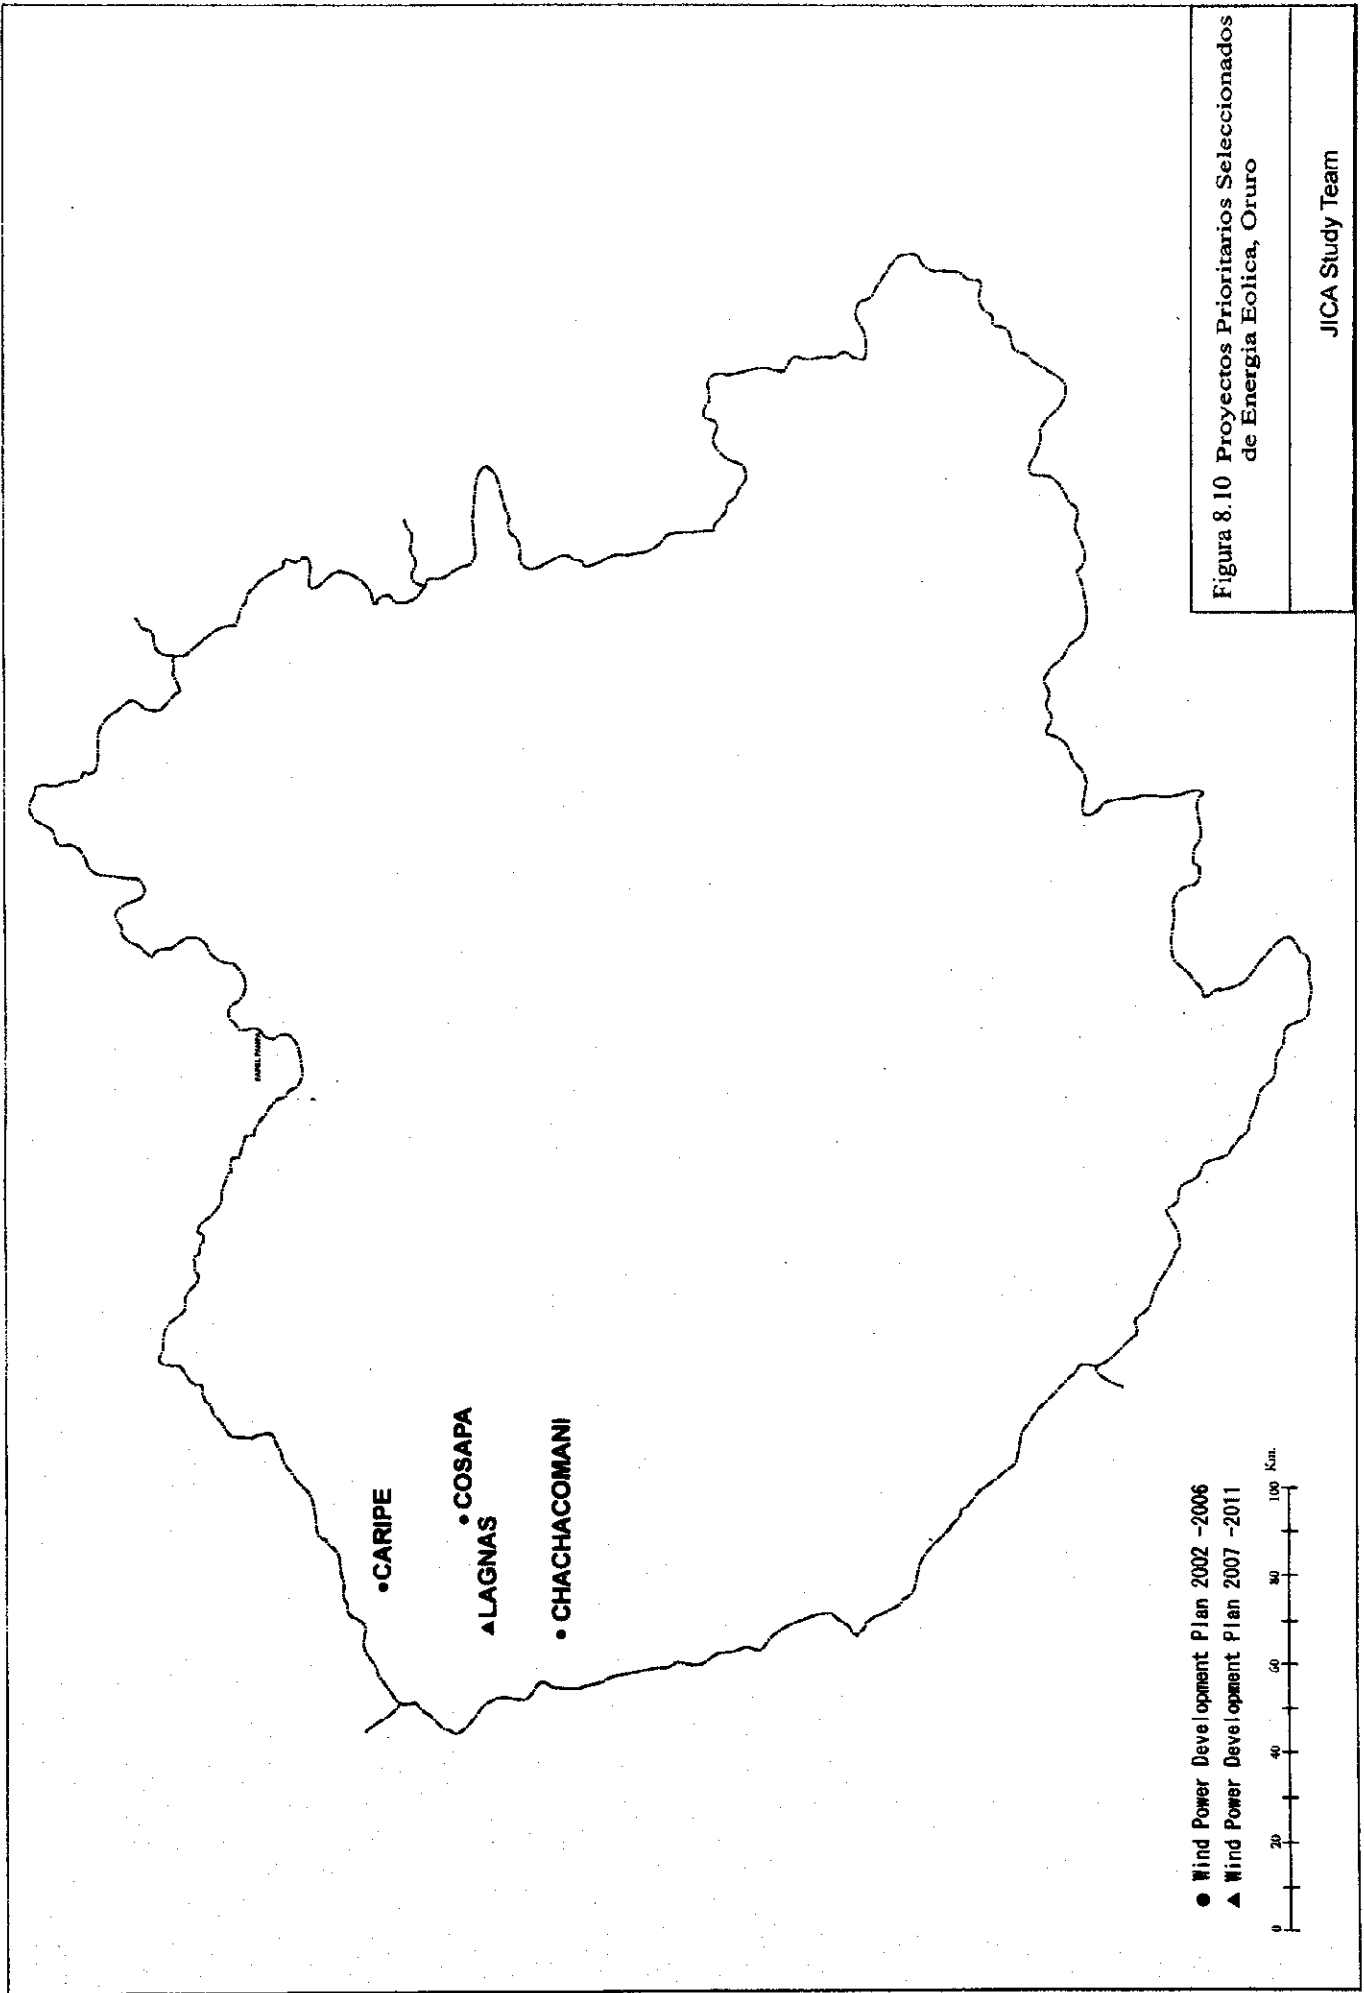 PAMPA
•CARIPE
•COSAPA
▲LAGNAS
•CHACHACOMANI
● Wind Power Development Plan 2002 -2006
▲ Wind Power Development Plan 2007 -2011
0 20 40 60 80 100 Km.
Figura 8.10 Proyectos Prioritarios Seleccionados
de Energia Eolica, Oruro
JICA Study Team